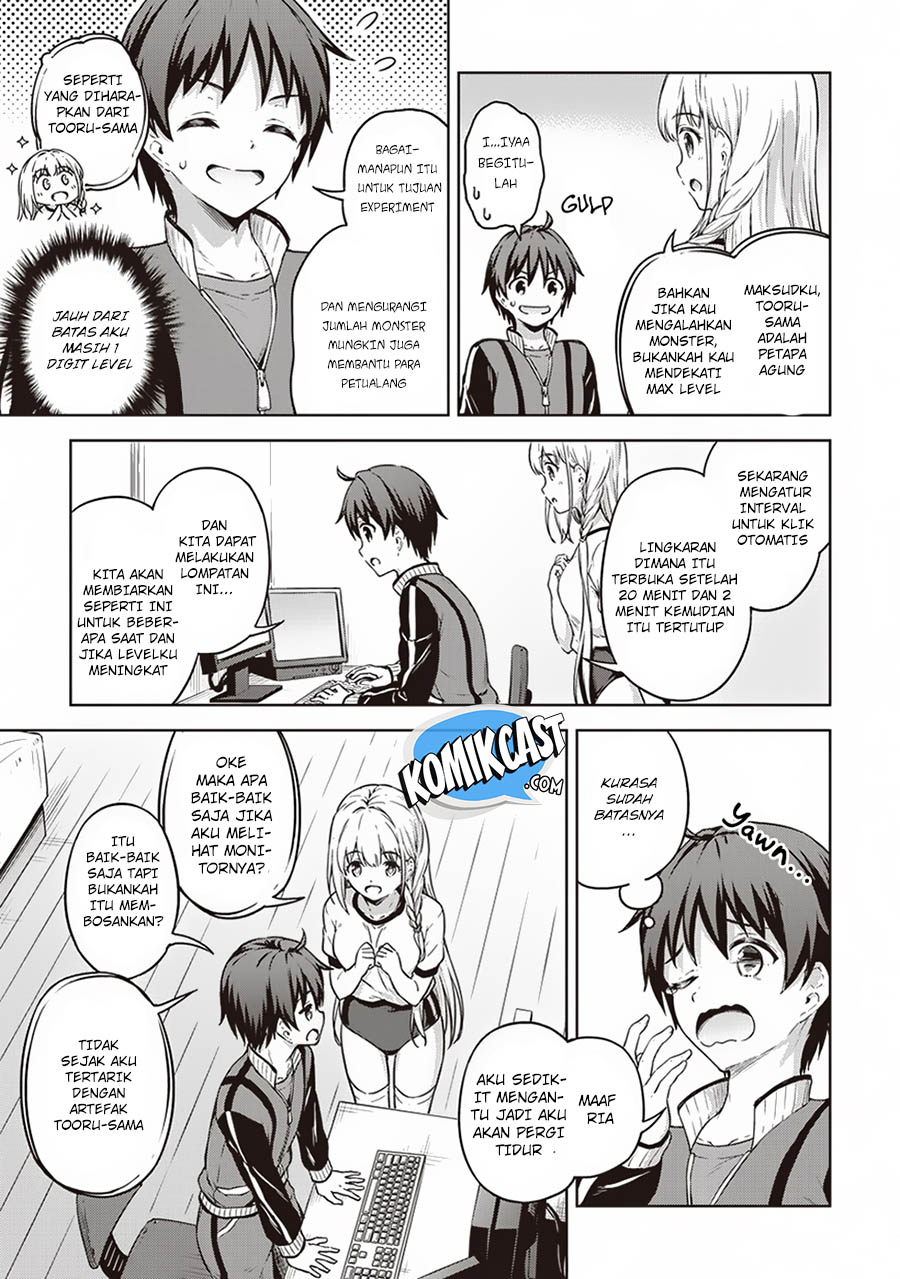 MAKSUDKU,
TOORU-
SAMA
ADALAH
PETAPA
AGUNG
BAHKAN
JIKA KAU
MENGALAHKAN
MONSTER,
BUKANKAH KAU
MENDEKATI
MAX LEVEL
I...IYAA
BEGITU-
LAH
GULP
BAGAI-
MANAPUN ITU
UNTUK TUJUAN
EXPERIMENT
DAN MENGURANGI
JUMLAH MONSTER
MUNGKIN JUGA
MEMBANTU PARA
PETUALANG
SEPERTI
YANG DIHARA-
PKAN DARI
TOORU-SAMA
JAUH DARI
BATAS AKU
MASIH 1
DIGIT LEVEL
SEKARANG
MENGATUR
INTERVAL
UNTUK KLIK
OTOMATIS
LINGKARAN
DIMANA ITU
TERBUKA SETELAH
20 MENIT DAN 2
MENIT KEMUDIAN
ITU TERTUTUP
DAN
KITA DAPAT
MELAKUKAN
LOMPATAN
INI...
KITA AKAN
MEMBIARKAN
SEPERTI INI
UNTUK BEBER-
APA SAAT DAN
JIKA LEVELKU
MENINGKAT
KURASA
SUDAH
BATASNYA
...
YAWN...
MAAF
RIA
AKU SEDIK-
IT MENGAN-
TU JADI AKU
AKAN PERGI
TIDUR
KOMIKCAST
.COM
OKE
MAKA APA
BAIK-BAIK
SAJA JIKA
AKU MELI-
HAT MONI-
TORNYA?
ITU
BAIK-BAIK
SAJA TAPI
BUKANKAH
ITU MEM-
BOSANKAN?
TIDAK
SEJAK AKU
TERTARIK
DENGAN
ARTEFAK
TOORU-SAMA